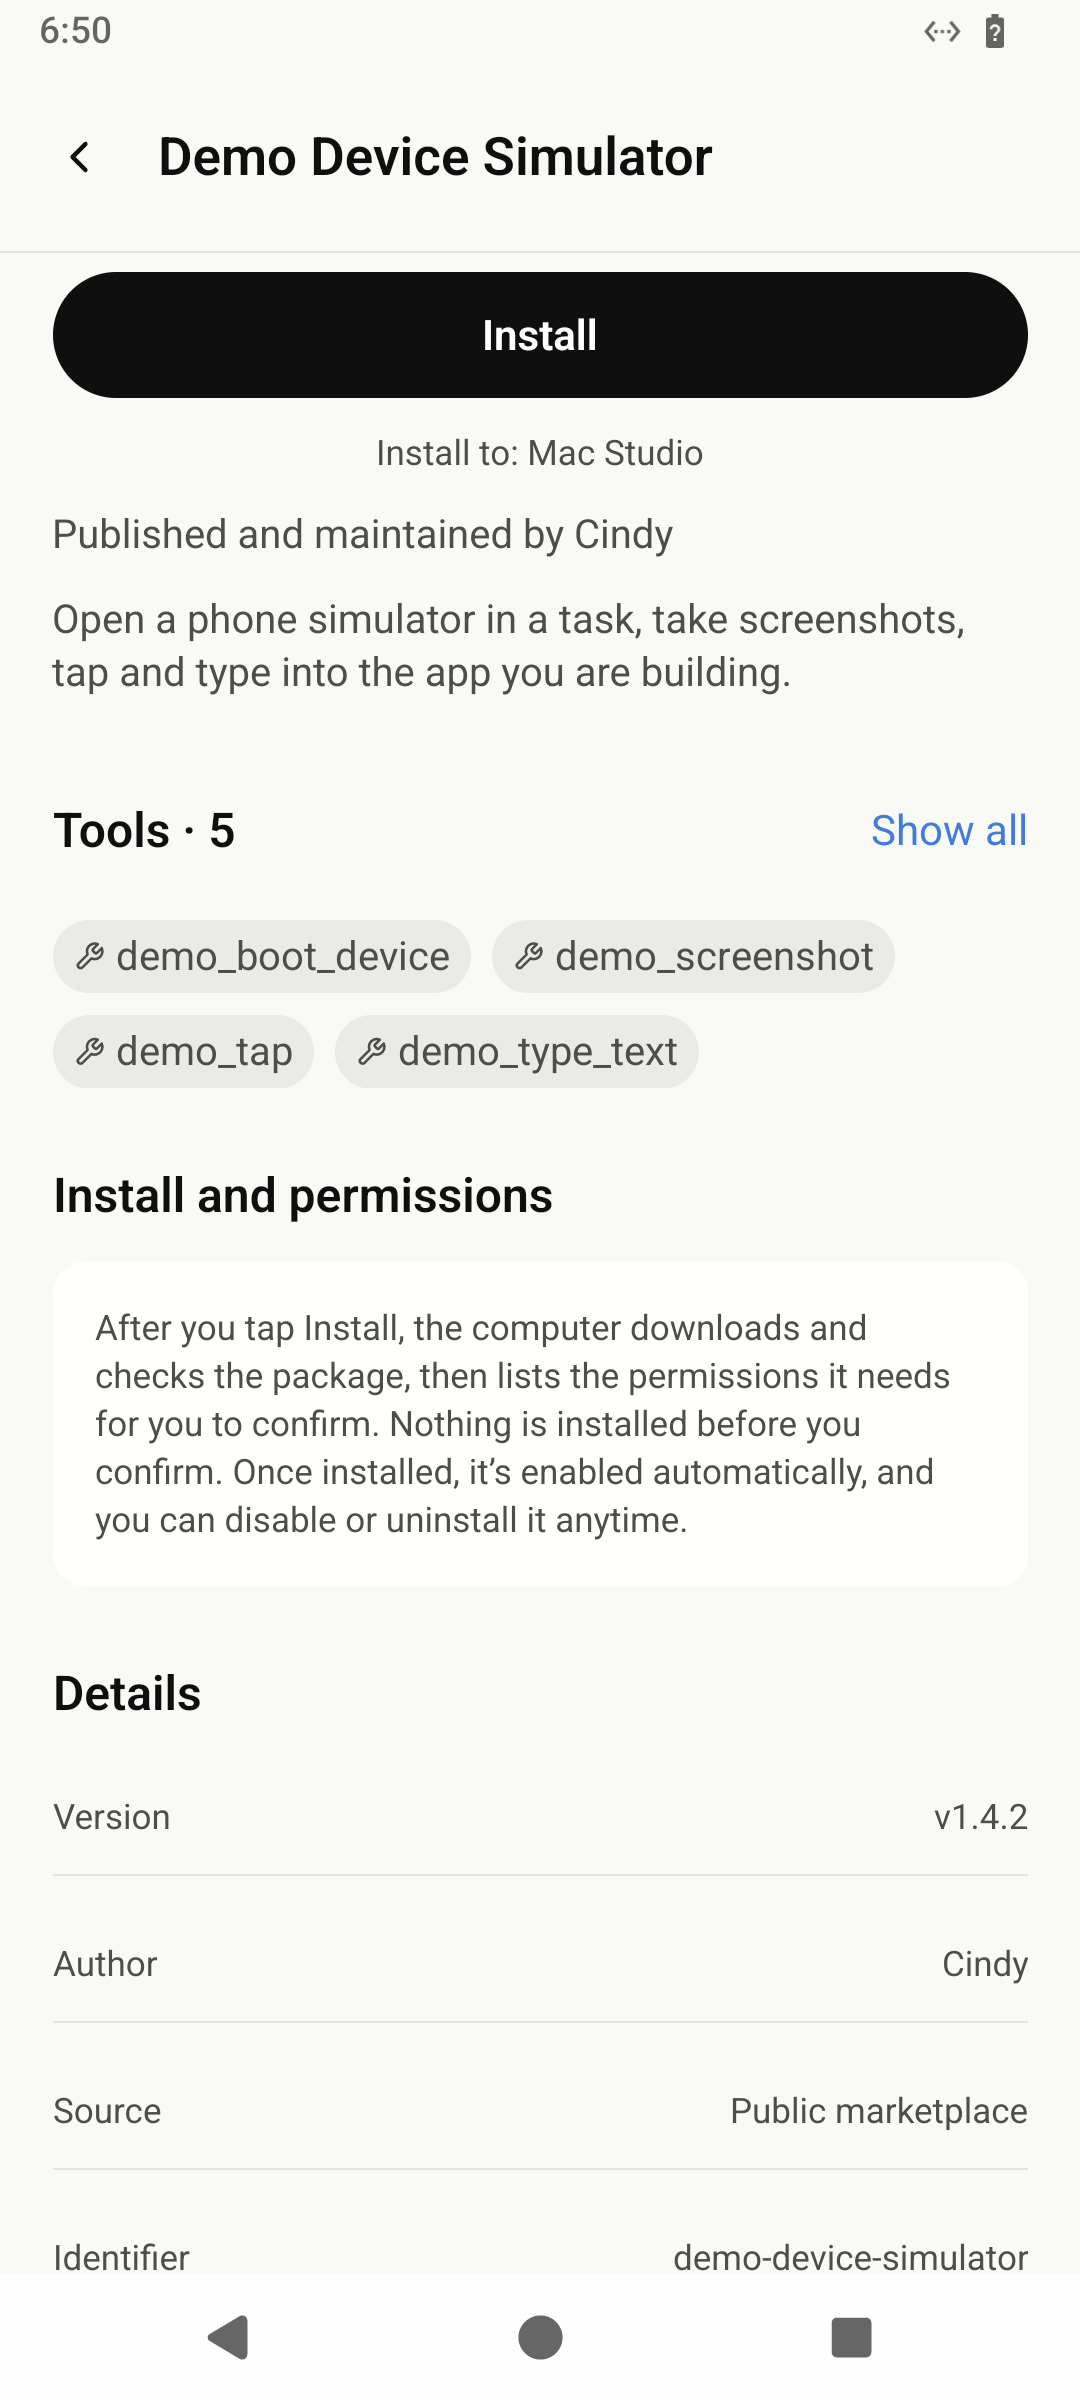 6:50
Demo Device Simulator
Install
Install to: Mac Studio
Published and maintained by Cindy
Open a phone simulator in a task, take screenshots,
tap and type into the app you are building.
Tools · 5
Show all
demo_boot_device
demo_screenshot
demo_tap
demo_type_text
Install and permissions
After you tap Install, the computer downloads and
checks the package, then lists the permissions it needs
for you to confirm. Nothing is installed before you
confirm. Once installed, it’s enabled automatically, and
you can disable or uninstall it anytime.
Details
Version
v1.4.2
Author
Cindy
Source
Public marketplace
Identifier
demo-device-simulator